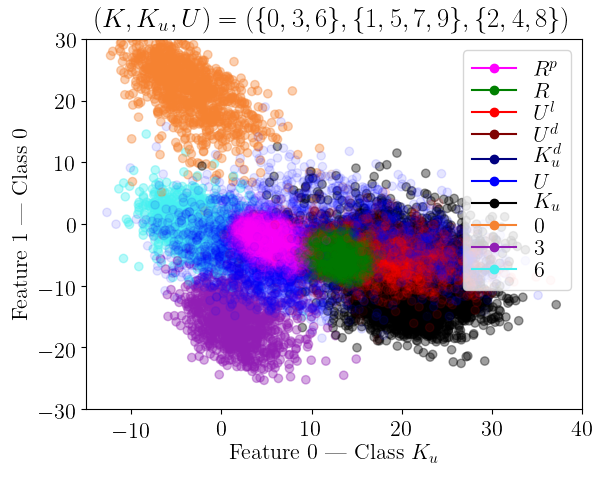 (K, K_u, U) = ({0, 3, 6}, {1, 5, 7, 9}, {2, 4, 8})
30
20
10
0
−10
−20
−30
Feature 1 — Class 0
R^p
R
U^l
U^d
K_u^d
U
K_u
0
3
6
−10
0
10
20
30
40
Feature 0 — Class K_u